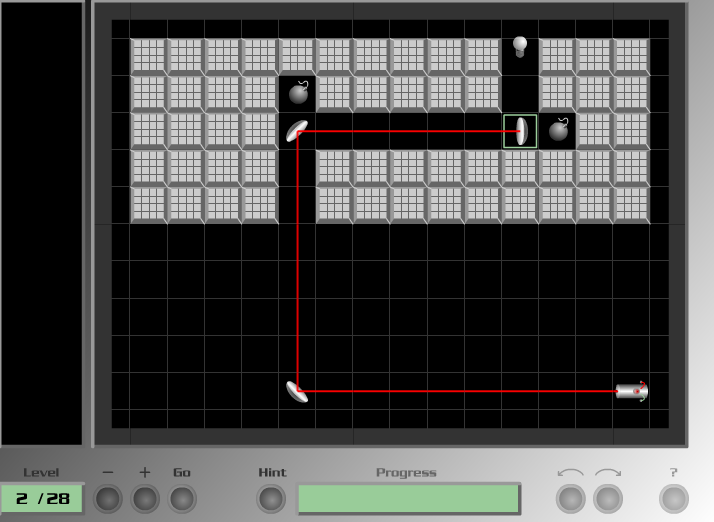 Level - + Go Hint Progress ?
2 /28